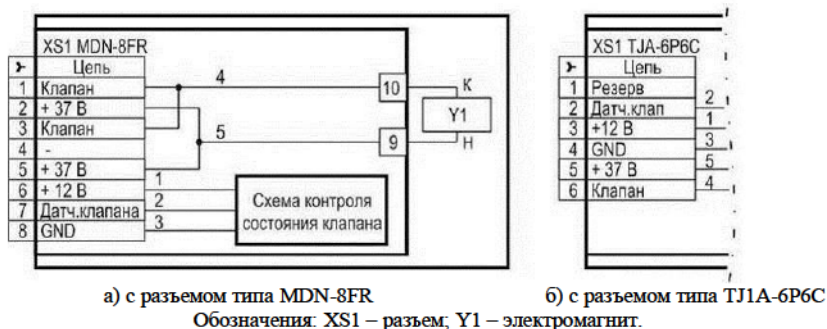 XS1 MDN-8FR
Цепь
1 Клапан
2 + 37 В
3 Клапан
4 -
5 + 37 В
6 + 12 В
7 Датч.клапана
8 GND
4
5
1
2
3
10
9
К
Y1
Н
Схема контроля
состояния клапана
XS1 TJA-6P6C
Цепь
1 Резерв
2 Датч.клап 2
3 +12 В 1
4 GND 3
5 + 37 В 5
6 Клапан 4
а) с разъемом типа MDN-8FR
б) с разъемом типа TJ1A-6P6C
Обозначения: XS1 – разъем; Y1 – электромагнит.